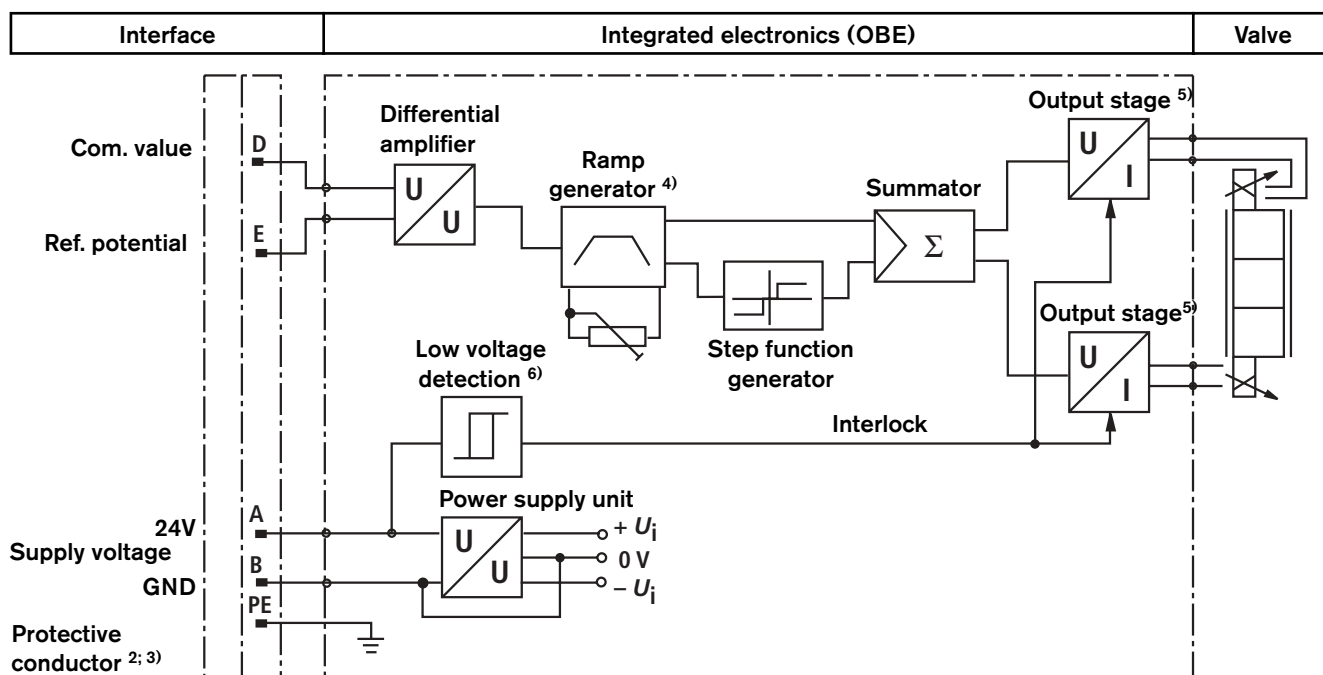 Interface
Integrated electronics (OBE)
Valve
Com. value
D
Differential
amplifier
U
U
Ramp
generator 4)
Summator
Σ
Output stage 5)
U
I
Ref. potential
E
Step function
generator
Output stage5)
U
I
Low voltage
detection 6)
Interlock
Power supply unit
24V
A
U
U
+ Ui
0 V
– Ui
Supply voltage
B
GND
PE
Protective
conductor 2; 3)